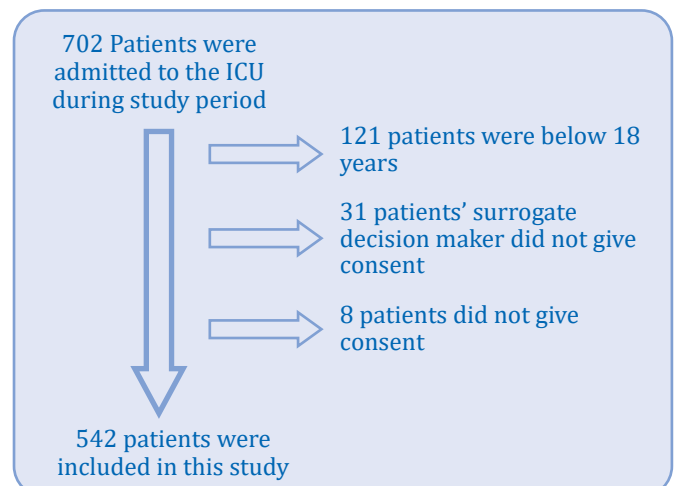 702 Patients were
admitted to the ICU
during study period
121 patients were below 18
years
31 patients’ surrogate
decision maker did not give
consent
8 patients did not give
consent
542 patients were
included in this study